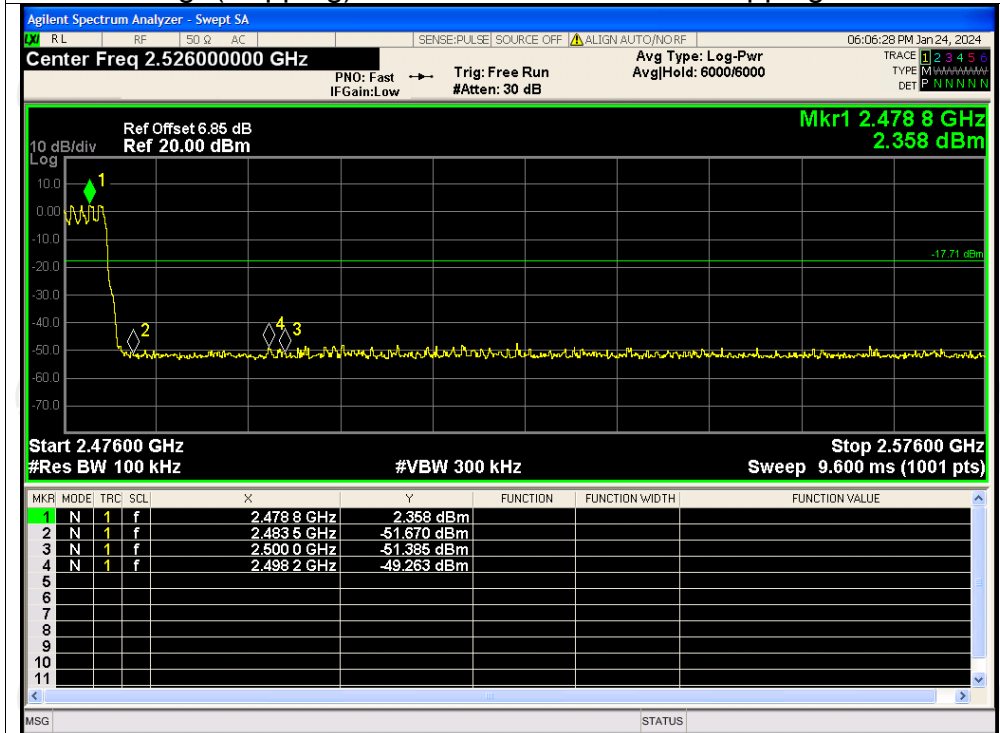 Agilent Spectrum Analyzer - Swept SA
LXI RL RF 50 Ω AC SENSE:PULSE SOURCE OFF ALIGN AUTO/NO RF 06:06:28 PM Jan 24, 2024
Center Freq 2.526000000 GHz Avg Type: Log-Pwr TRACE 1 2 3 4 5 6
PNO: Fast Trig: Free Run Avg|Hold: 6000/6000 TYPE M
IFGain:Low #Atten: 30 dB DET P N N N N N
Mkr1 2.478 8 GHz
Ref Offset 6.85 dB
10 dB/div Ref 20.00 dBm 2.358 dBm
Log
10.0
1
0.00
-10.0
-17.71 dBm
-20.0
-30.0
-40.0
2 4 3
-50.0
-60.0
-70.0
Start 2.47600 GHz Stop 2.57600 GHz
#Res BW 100 kHz #VBW 300 kHz Sweep 9.600 ms (1001 pts)
MKR MODE TRC SCL X Y FUNCTION FUNCTION WIDTH FUNCTION VALUE
1 N 1 f 2.478 8 GHz 2.358 dBm
2 N 1 f 2.483 5 GHz -51.670 dBm
3 N 1 f 2.500 0 GHz -51.385 dBm
4 N 1 f 2.498 2 GHz -49.263 dBm
5
6
7
8
9
10
11
MSG STATUS